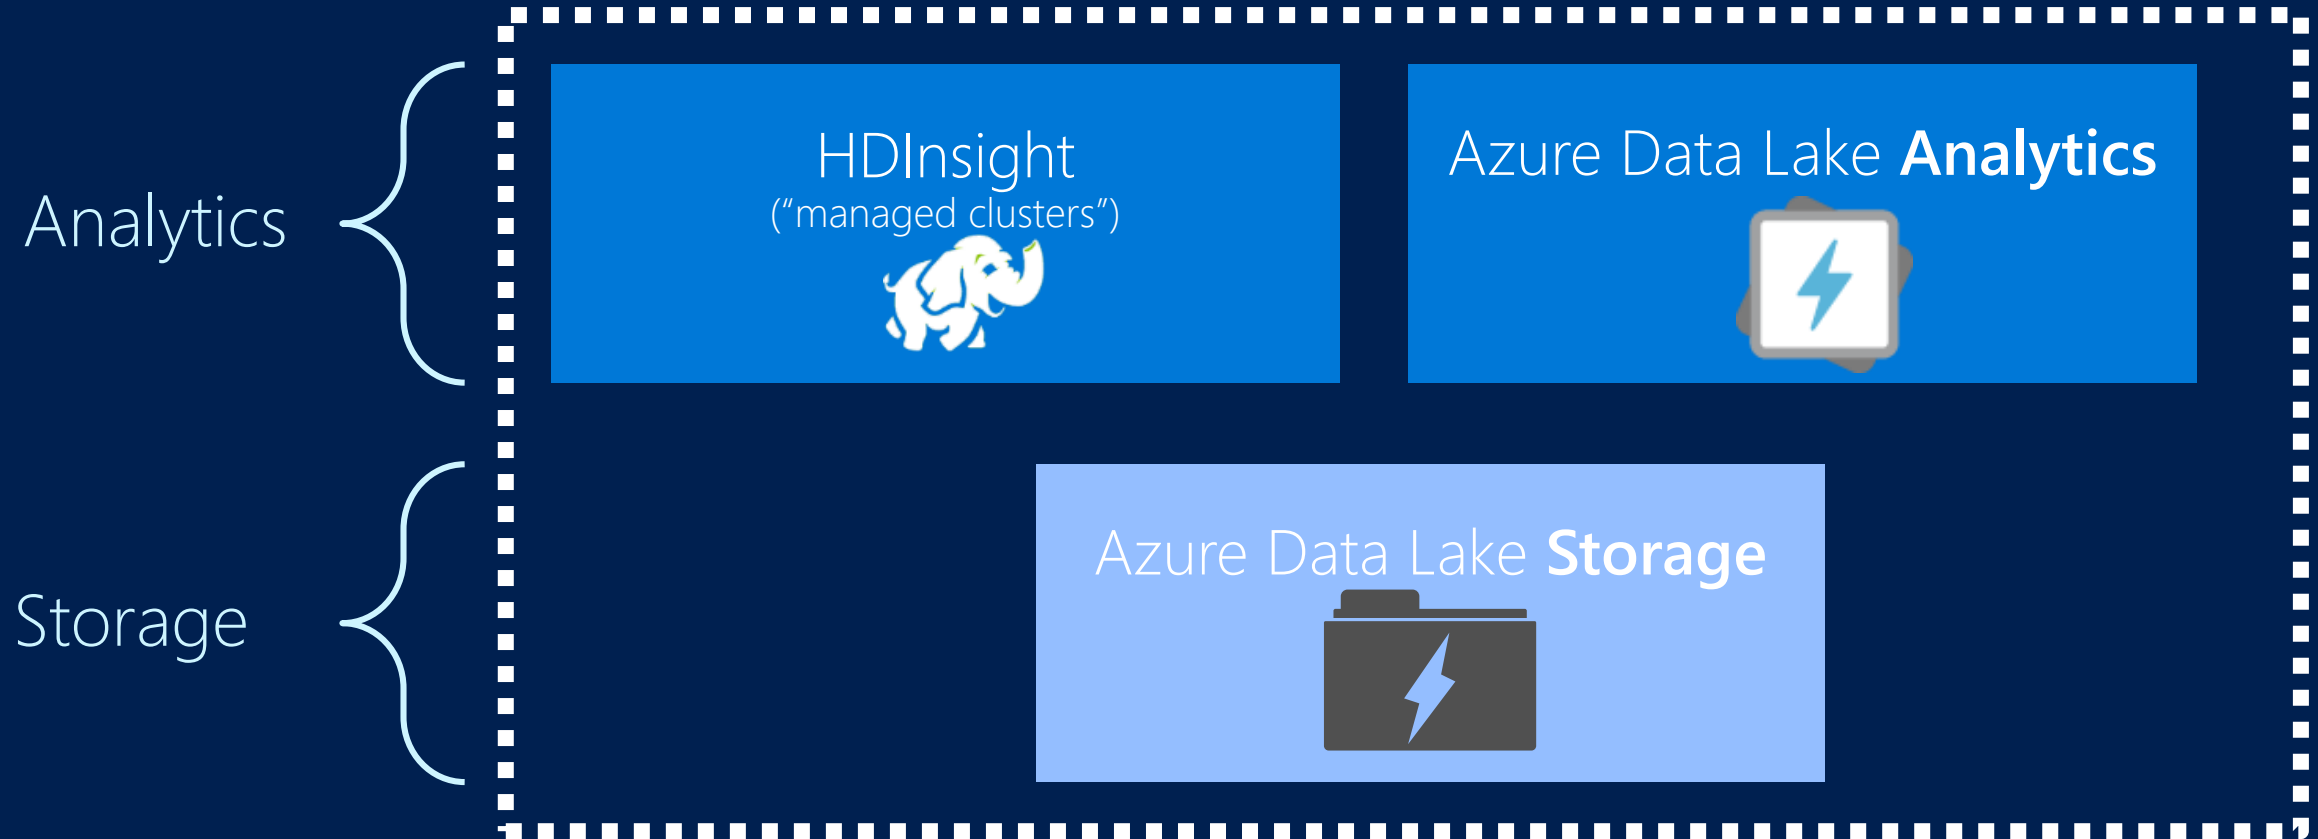 Analytics
HDInsight
(“managed clusters”)
Azure Data Lake Analytics
Storage
Azure Data Lake Storage